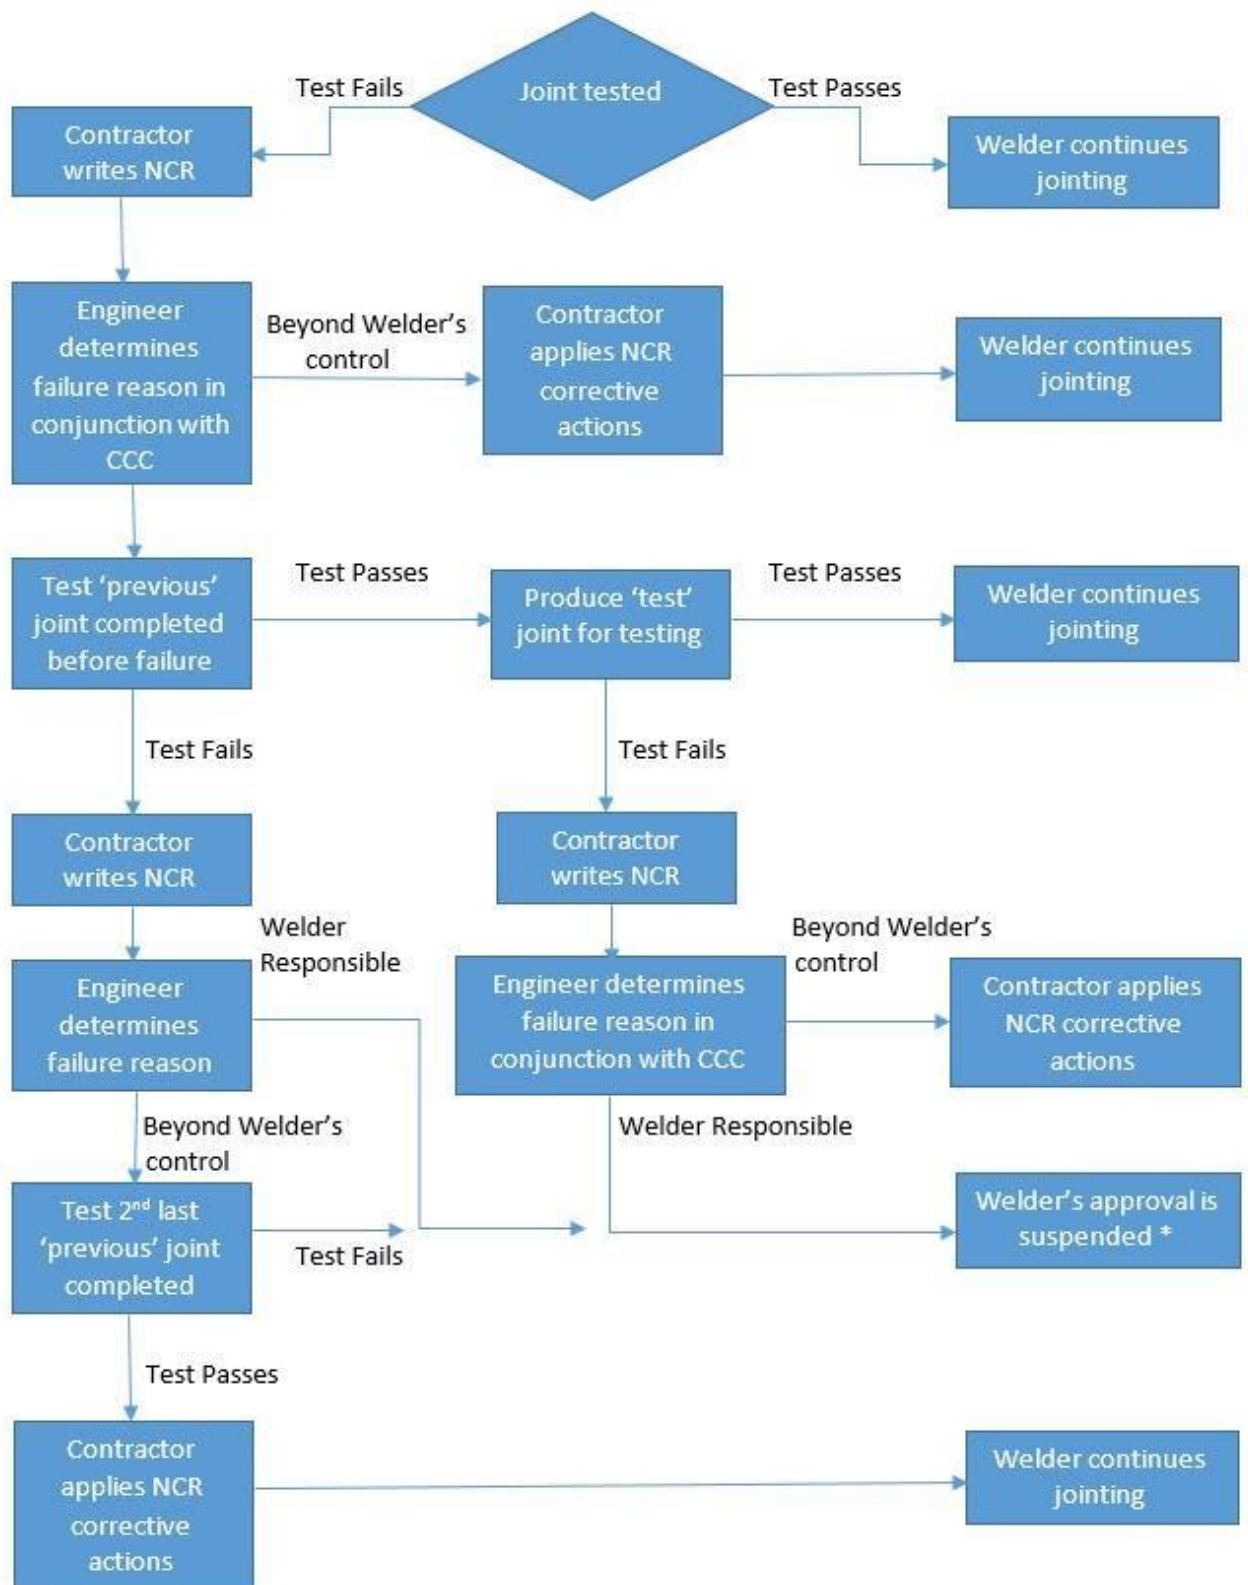 Test Fails
Joint tested
Test Passes
Contractor
writes NCR
Welder continues
jointing
Engineer
determines
failure reason in
conjunction with
CCC
Beyond Welder’s
control
Contractor
applies NCR
corrective
actions
Welder continues
jointing
Test ‘previous’
joint completed
before failure
Test Passes
Produce ‘test’
joint for testing
Test Passes
Welder continues
jointing
Test Fails
Test Fails
Contractor
writes NCR
Contractor
writes NCR
Welder
Responsible
Beyond Welder’s
control
Engineer
determines
failure reason
Engineer determines
failure reason in
conjunction with CCC
Contractor applies
NCR corrective
actions
Beyond Welder’s
control
Welder Responsible
Test 2nd last
‘previous’ joint
completed
Test Fails
Welder’s approval is
suspended *
Test Passes
Contractor
applies NCR
corrective
actions
Welder continues
jointing